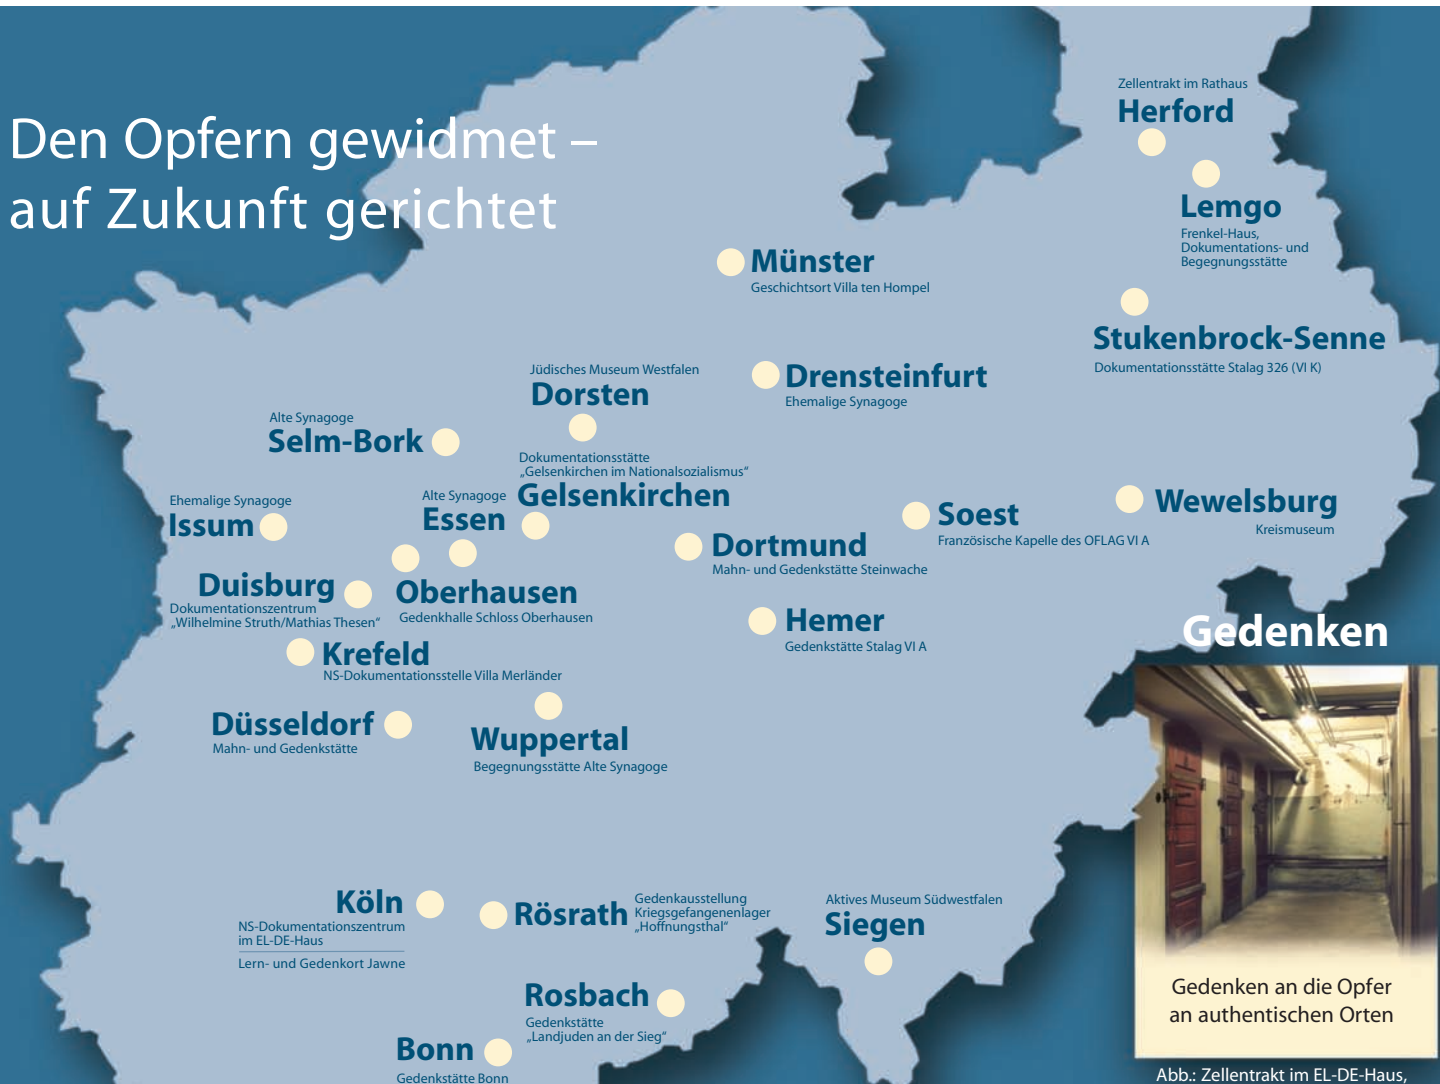 Den Opfern gewidmet –
auf Zukunft gerichtet
Zellentrakt im Rathaus
Herford
Lemgo
Frenkel-Haus,
Dokumentations- und
Begegnungsstätte
Münster
Geschichtsort Villa ten Hompel
Stukenbrock-Senne
Dokumentationsstätte Stalag 326 (VI K)
Jüdisches Museum Westfalen
Dorsten
Drensteinfurt
Ehemalige Synagoge
Alte Synagoge
Selm-Bork
Dokumentationsstätte
„Gelsenkirchen im Nationalsozialismus“
Gelsenkirchen
Ehemalige Synagoge
Issum
Alte Synagoge
Essen
Soest
Französische Kapelle des OFLAG VI A
Wewelsburg
Kreismuseum
Dortmund
Mahn- und Gedenkstätte Steinwache
Duisburg
Dokumentationszentrum
„Wilhelmine Struth/Mathias Thesen“
Oberhausen
Gedenkhalle Schloss Oberhausen
Hemer
Gedenkstätte Stalag VI A
Krefeld
NS-Dokumentationsstelle Villa Merländer
Düsseldorf
Mahn- und Gedenkstätte
Wuppertal
Begegnungsstätte Alte Synagoge
Köln
NS-Dokumentationszentrum
im EL-DE-Haus
Lern- und Gedenkort Jawne
Rösrath
Gedenkausstellung
Kriegsgefangenenlager
„Hoffnungsthal“
Aktives Museum Südwestfalen
Siegen
Rosbach
Gedenkstätte
„Landjuden an der Sieg“
Bonn
Gedenkstätte Bonn
Gedenken
Gedenken an die Opfer
an authentischen Orten
Abb.: Zellentrakt im EL-DE-Haus,